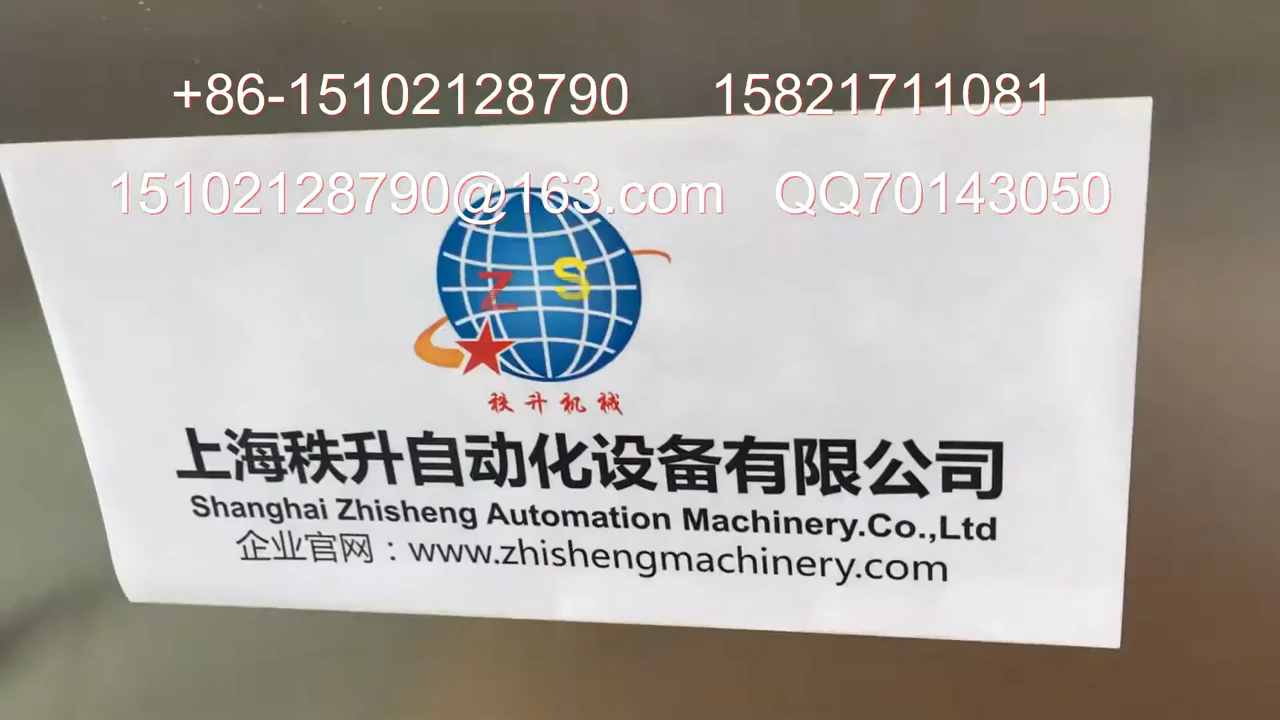 +86-15102128790 15821711081
15102128790@163.com QQ70143050
Z S
秩升机械
上海秩升自动化设备有限公司
Shanghai Zhisheng Automation Machinery.Co.,Ltd
企业官网：www.zhishengmachinery.com